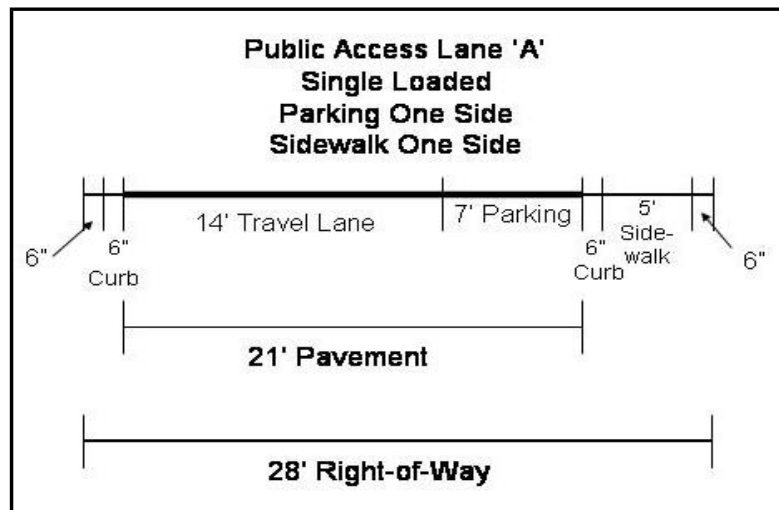 Public Access Lane 'A'
Single Loaded
Parking One Side
Sidewalk One Side
14' Travel Lane
7' Parking
5'
Side-
walk
6"
6"
Curb
6"
Curb
6"
21' Pavement
28' Right-of-Way